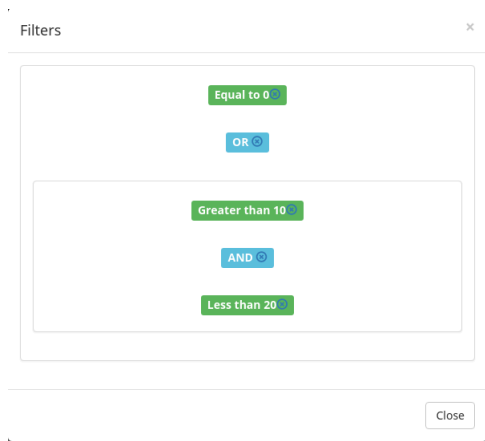 Filters
×
Equal to 0
OR
Greater than 10
AND
Less than 20
Close